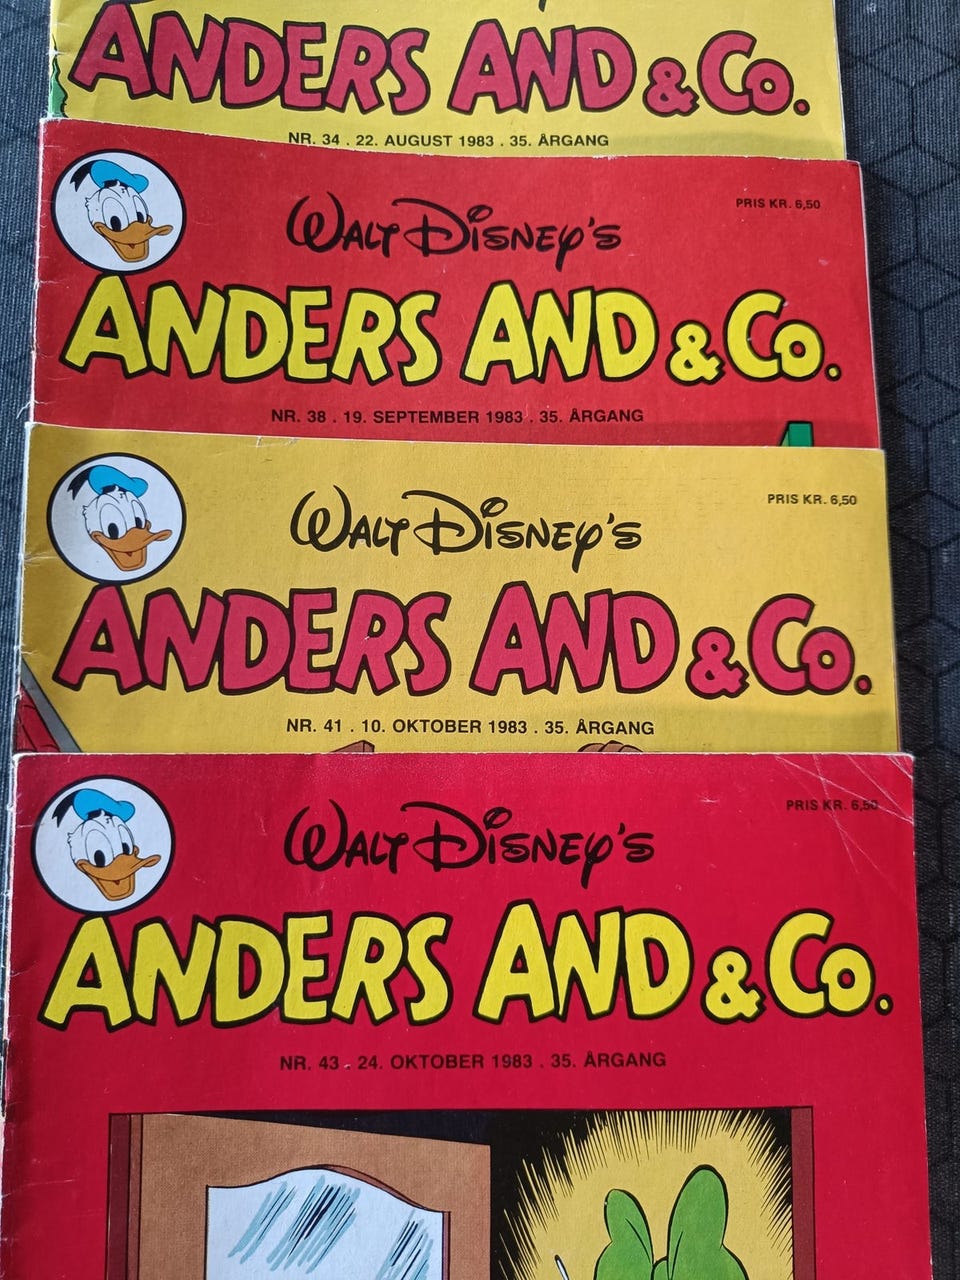 ANDERS AND & Co.
NR. 34 . 22. AUGUST 1983 . 35. ÅRGANG
WALT DISNEY'S
PRIS KR. 6,50
ANDERS AND & Co.
NR. 38 . 19. SEPTEMBER 1983 . 35. ÅRGANG
WALT DISNEY'S
PRIS KR. 6,50
ANDERS AND & Co.
NR. 41 . 10. OKTOBER 1983 . 35. ÅRGANG
WALT DISNEY'S
PRIS KR. 6,50
ANDERS AND & Co.
NR. 43 . 24. OKTOBER 1983 . 35. ÅRGANG